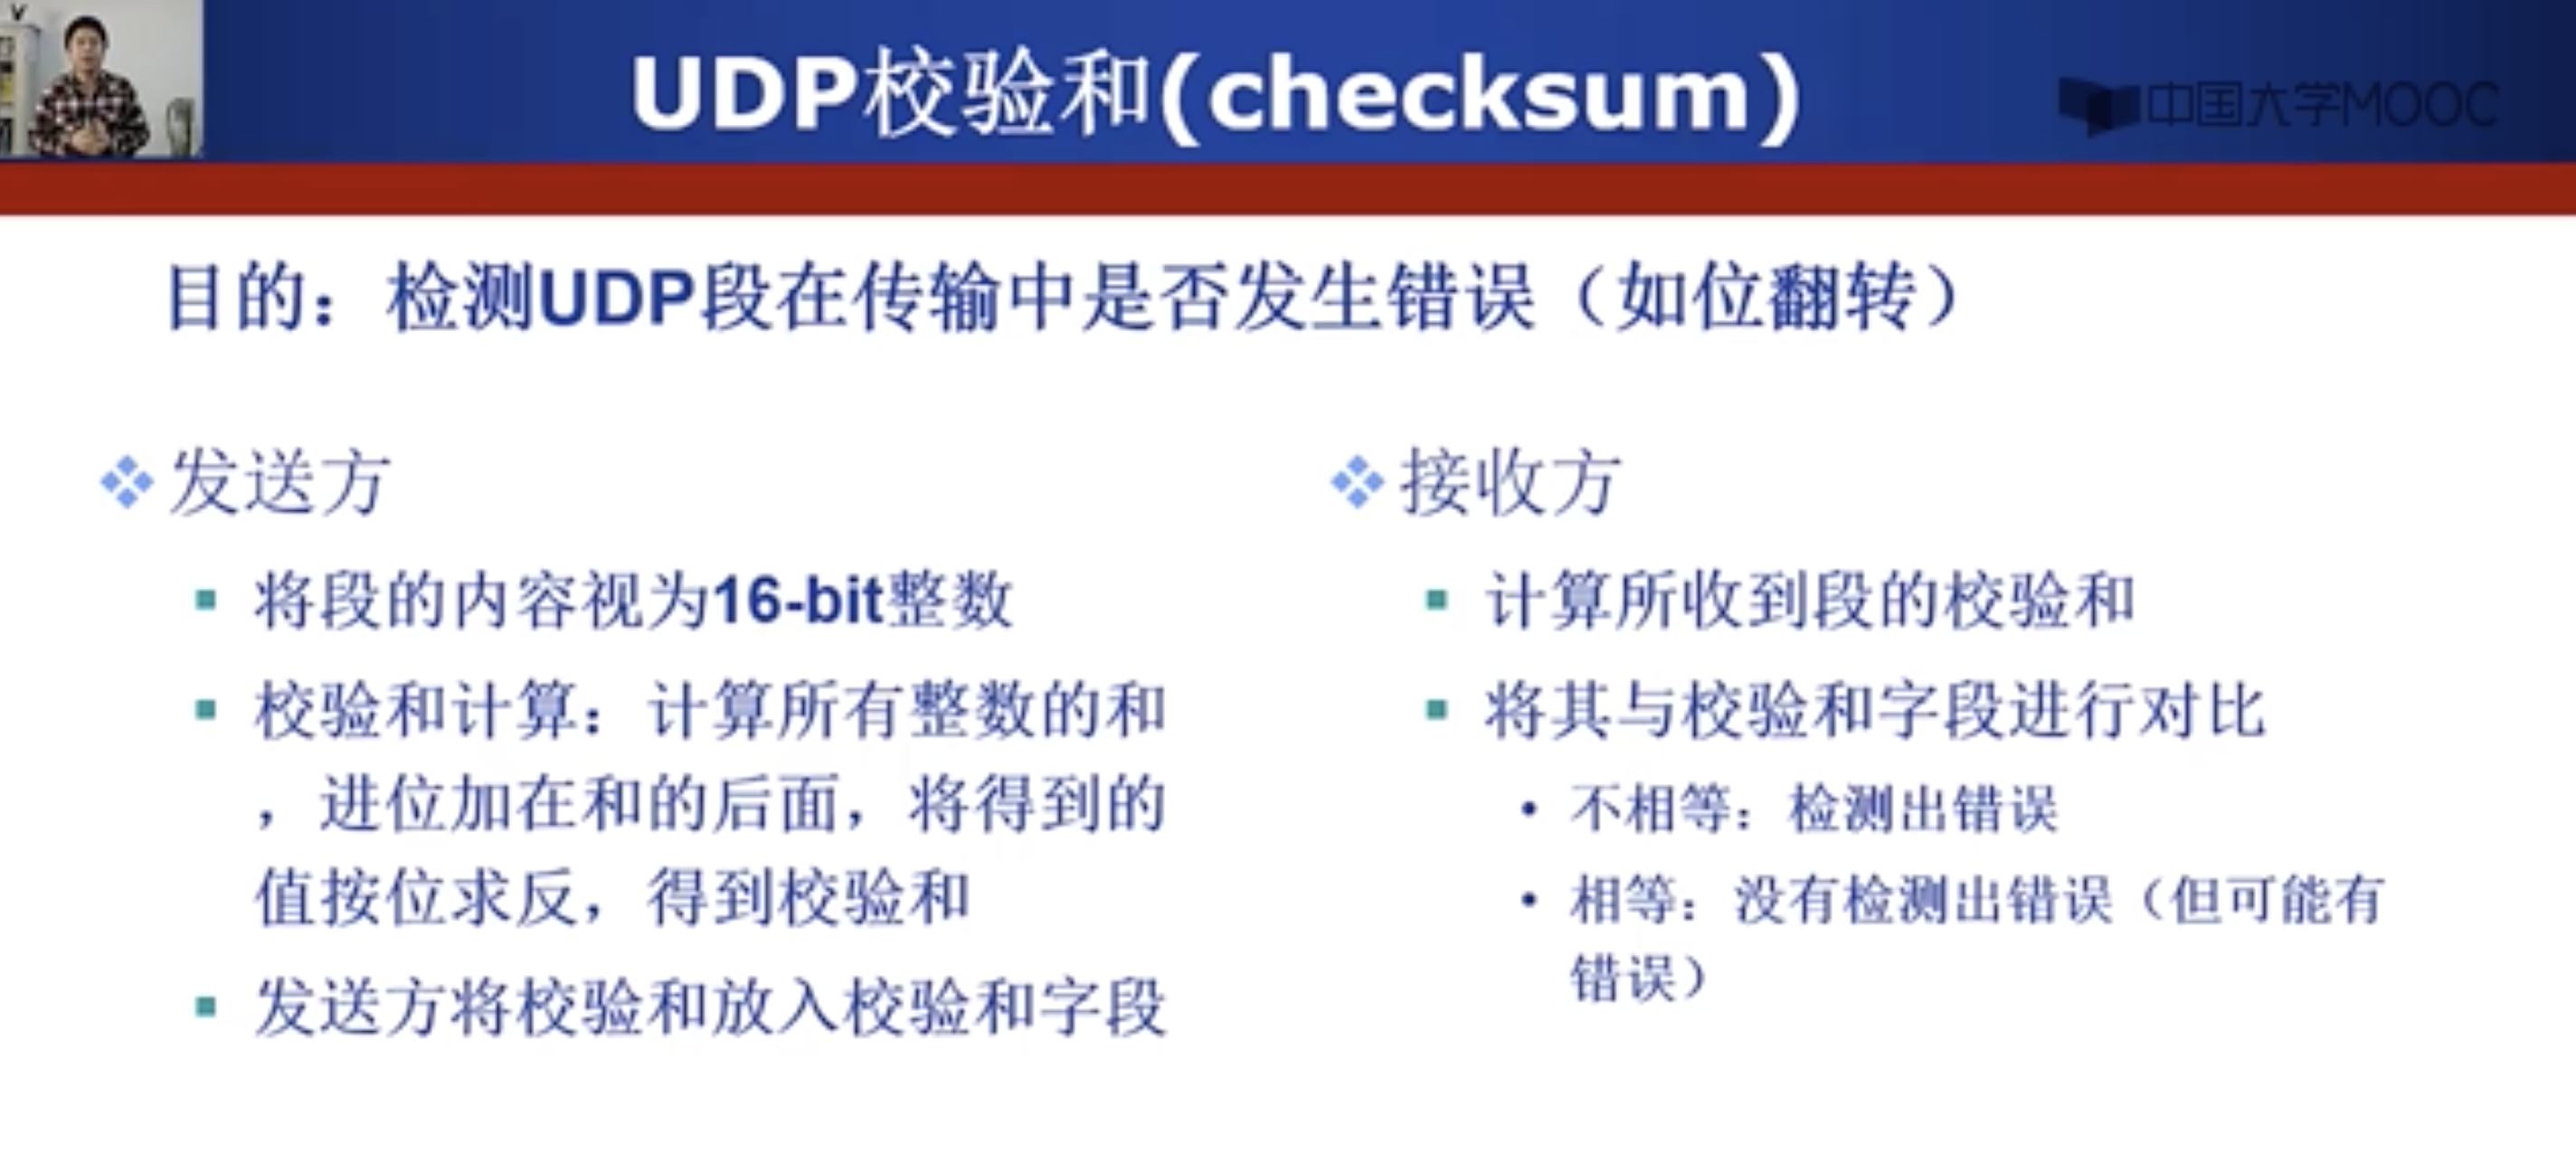 UDP校验和(checksum)
中国大学MOOC
目的：检测UDP段在传输中是否发生错误（如位翻转）
发送方
将段的内容视为16-bit整数
校验和计算：计算所有整数的和
，进位加在和的后面，将得到的
值按位求反，得到校验和
发送方将校验和放入校验和字段
接收方
计算所收到段的校验和
将其与校验和字段进行对比
不相等：检测出错误
相等：没有检测出错误（但可能有
错误）